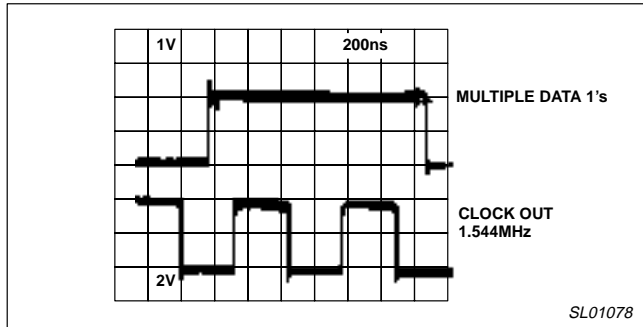 1V 200ns
MULTIPLE DATA 1's
CLOCK OUT
1.544MHz
2V
SL01078